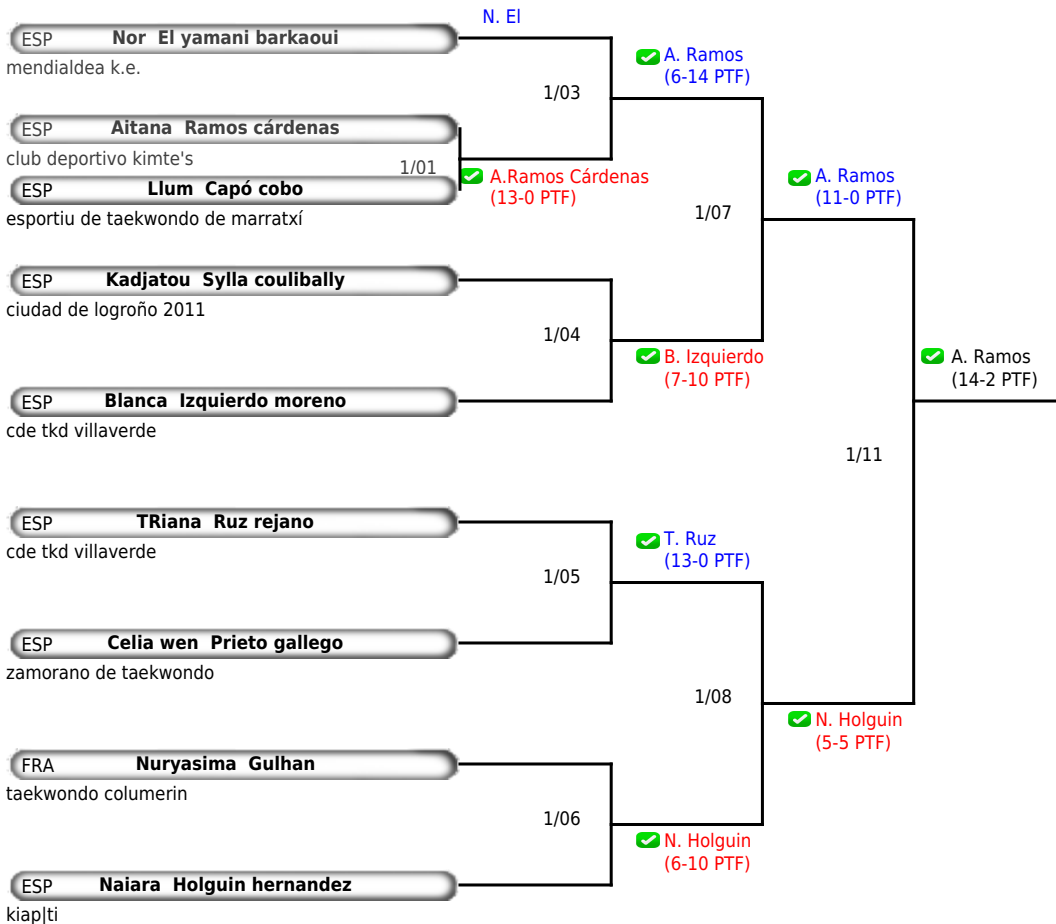 N. El
ESP Nor El yamani barkaoui
mendialdea k.e.
A. Ramos
(6-14 PTF)
1/03
ESP Aitana Ramos cárdenas
club deportivo kimte's
1/01
A.Ramos Cárdenas
(13-0 PTF)
ESP Llum Capó cobo
esportiu de taekwondo de marratxí
A. Ramos
(11-0 PTF)
1/07
ESP Kadjatou Sylla coulibally
ciudad de logroño 2011
1/04
B. Izquierdo
(7-10 PTF)
A. Ramos
(14-2 PTF)
ESP Blanca Izquierdo moreno
cde tkd villaverde
1/11
ESP TRiana Ruz rejano
cde tkd villaverde
T. Ruz
(13-0 PTF)
1/05
ESP Celia wen Prieto gallego
zamorano de taekwondo
1/08
N. Holguin
(5-5 PTF)
FRA Nuryasima Gulhan
taekwondo columerin
1/06
N. Holguin
(6-10 PTF)
ESP Naiara Holguin hernandez
kiap|ti